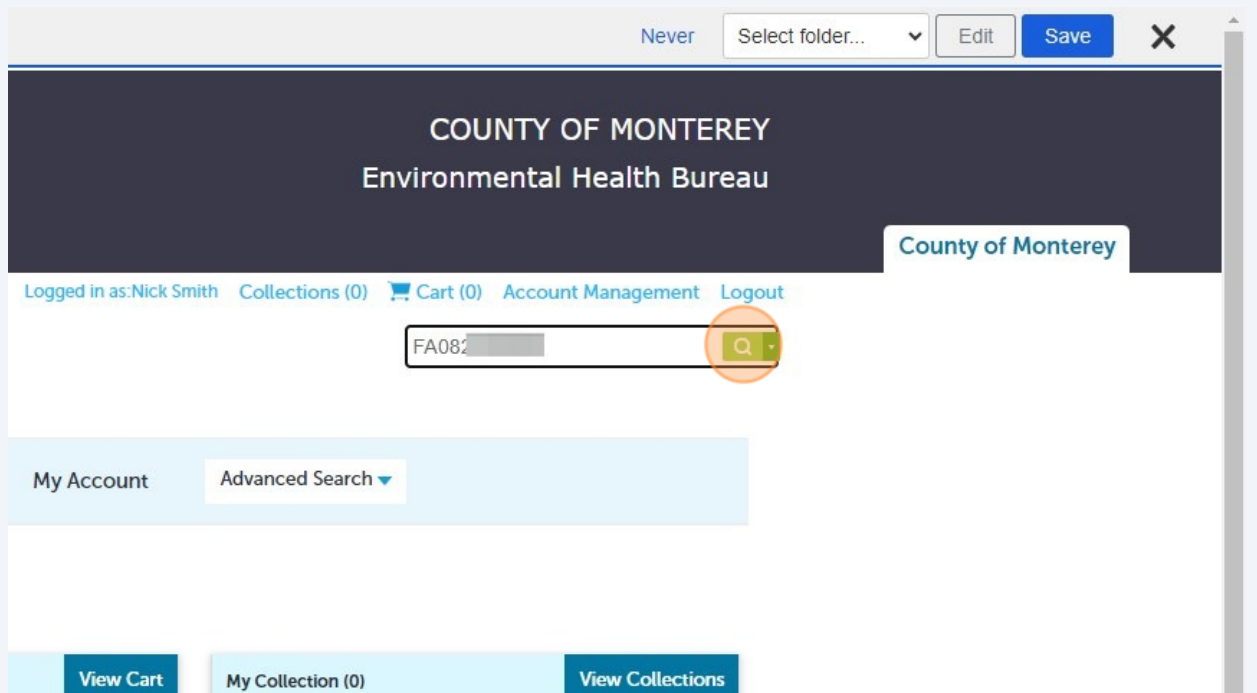 Never Select folder... Edit Save
COUNTY OF MONTEREY
Environmental Health Bureau
County of Monterey
Logged in as:Nick Smith Collections (0) Cart (0) Account Management Logout
FA082
My Account Advanced Search
View Cart My Collection (0) View Collections